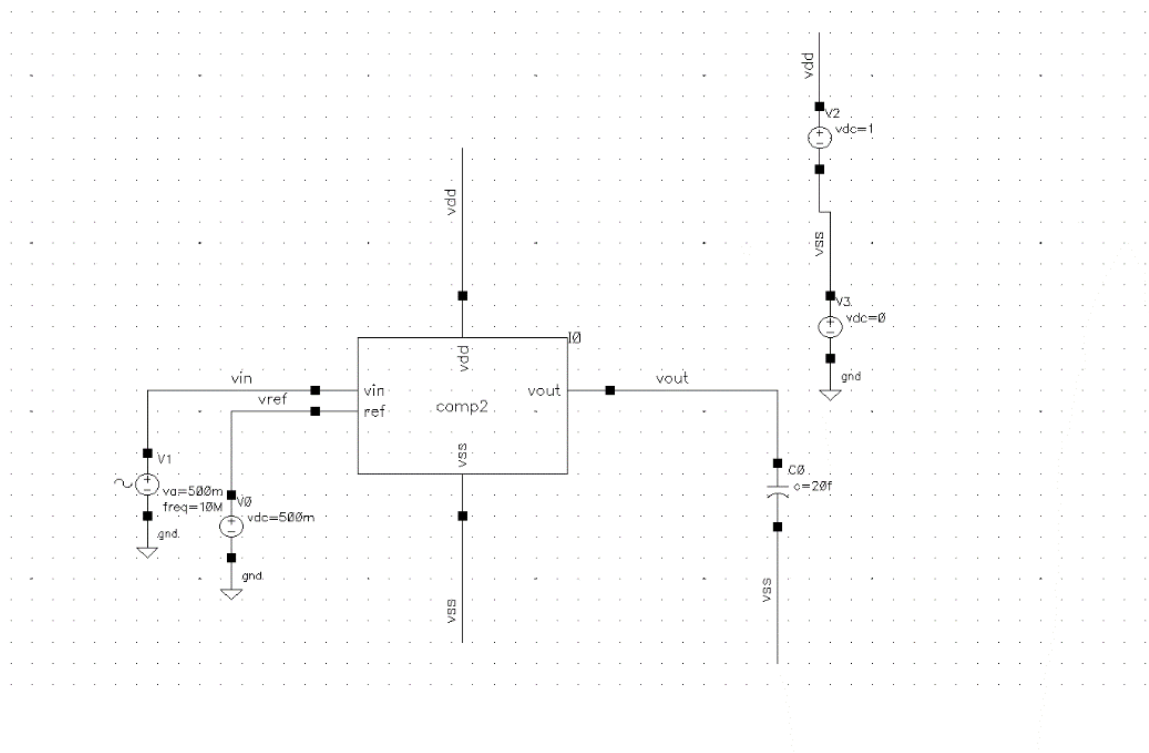 vdd
V2
vdc=1
vdd
vss
V3
vdc=0
gnd
I0
vdd
vin
vin
vout
vout
vref
ref
comp2
vss
V1
va=500m
freq=10M
gnd
V0
vdc=500m
gnd
C0
c=20f
vss
vss